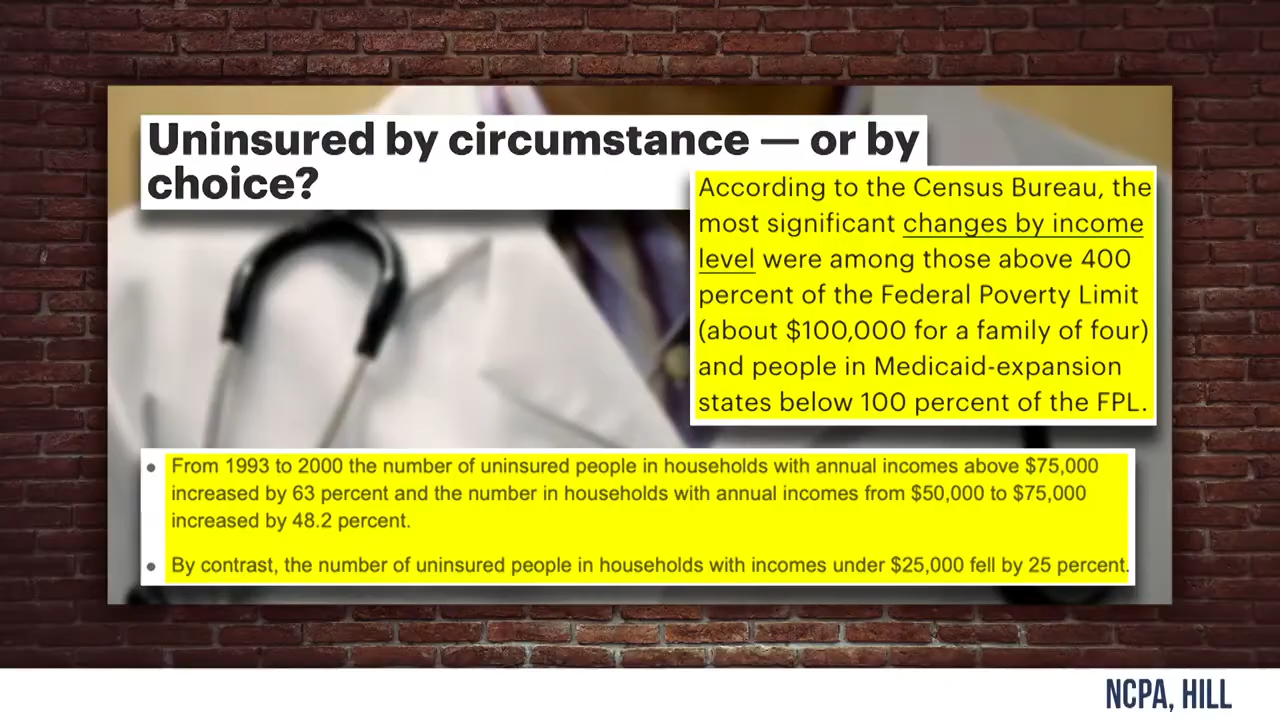 Uninsured by circumstance — or by
choice?
According to the Census Bureau, the
most significant changes by income
level were among those above 400
percent of the Federal Poverty Limit
(about $100,000 for a family of four)
and people in Medicaid-expansion
states below 100 percent of the FPL.
• From 1993 to 2000 the number of uninsured people in households with annual incomes above $75,000
increased by 63 percent and the number in households with annual incomes from $50,000 to $75,000
increased by 48.2 percent.
• By contrast, the number of uninsured people in households with incomes under $25,000 fell by 25 percent.
NCPA, HILL